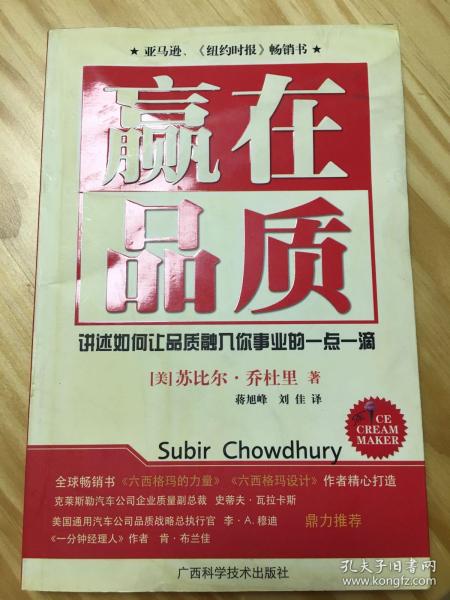 ★ 亚马逊、《纽约时报》畅销书 ★
赢在
品质
讲述如何让品质融入你事业的一点一滴
[美]苏比尔·乔杜里 著
蒋旭峰 刘佳 译
ICE
CREAM
MAKER
Subir Chowdhury
全球畅销书《六西格玛的力量》《六西格玛设计》作者精心打造
克莱斯勒汽车公司企业质量副总裁 史蒂夫·瓦拉卡斯
美国通用汽车公司品质战略总执行官 李·A.穆迪
《一分钟经理人》作者 肯·布兰佳
鼎力推荐
广西科学技术出版社
孔夫子旧书网
www.kongfz.com